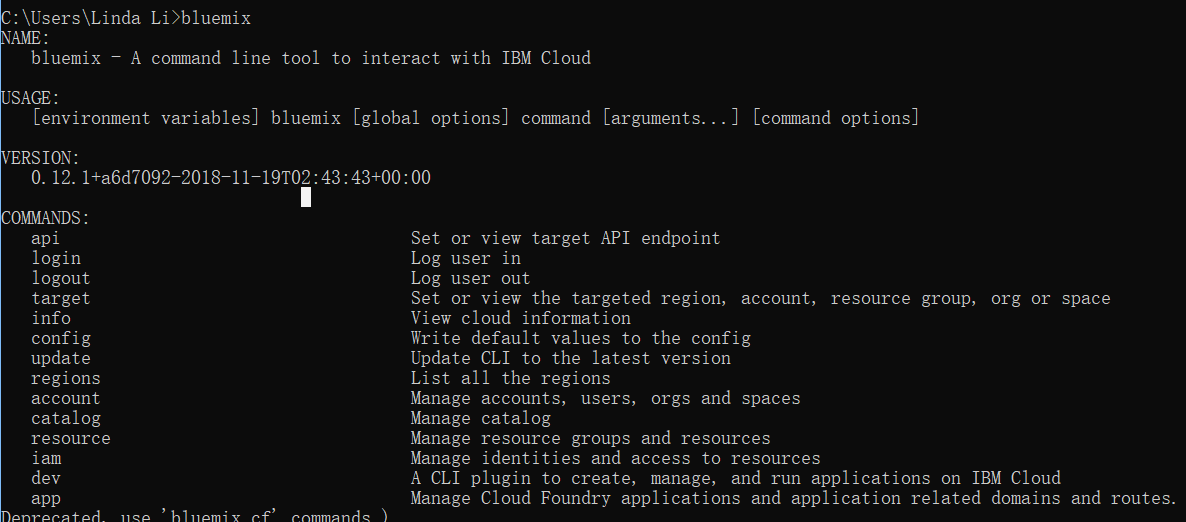 C:\Users\Linda Li>bluemix
NAME:
   bluemix - A command line tool to interact with IBM Cloud

USAGE:
   [environment variables] bluemix [global options] command [arguments...] [command options]

VERSION:
   0.12.1+a6d7092-2018-11-19T02:43:43+00:00

COMMANDS:
   api                                   Set or view target API endpoint
   login                                 Log user in
   logout                                Log user out
   target                                Set or view the targeted region, account, resource group, org or space
   info                                  View cloud information
   config                                Write default values to the config
   update                                Update CLI to the latest version
   regions                               List all the regions
   account                               Manage accounts, users, orgs and spaces
   catalog                               Manage catalog
   resource                              Manage resource groups and resources
   iam                                   Manage identities and access to resources
   dev                                   A CLI plugin to create, manage, and run applications on IBM Cloud
   app                                   Manage Cloud Foundry applications and application related domains and routes.
Deprecated, use 'bluemix cf' commands.)